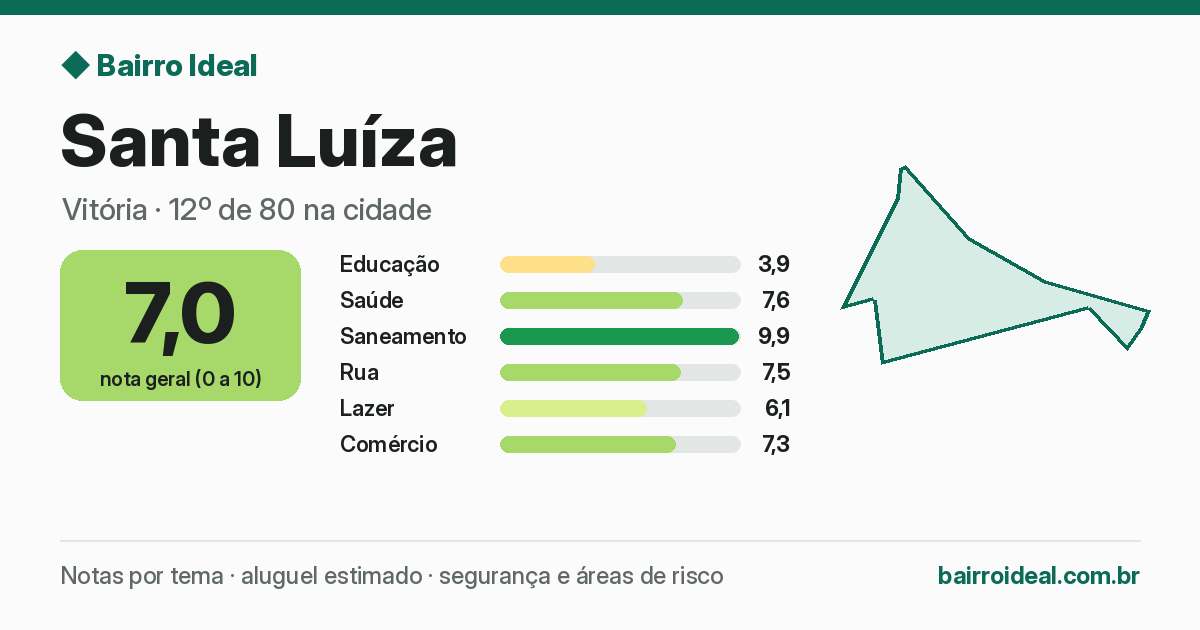 Bairro Ideal
Santa Luíza
Vitória · 12º de 80 na cidade
7,0
nota geral (0 a 10)
Educação 3,9
Saúde 7,6
Saneamento 9,9
Rua 7,5
Lazer 6,1
Comércio 7,3
Notas por tema · aluguel estimado · segurança e áreas de risco
bairroideal.com.br